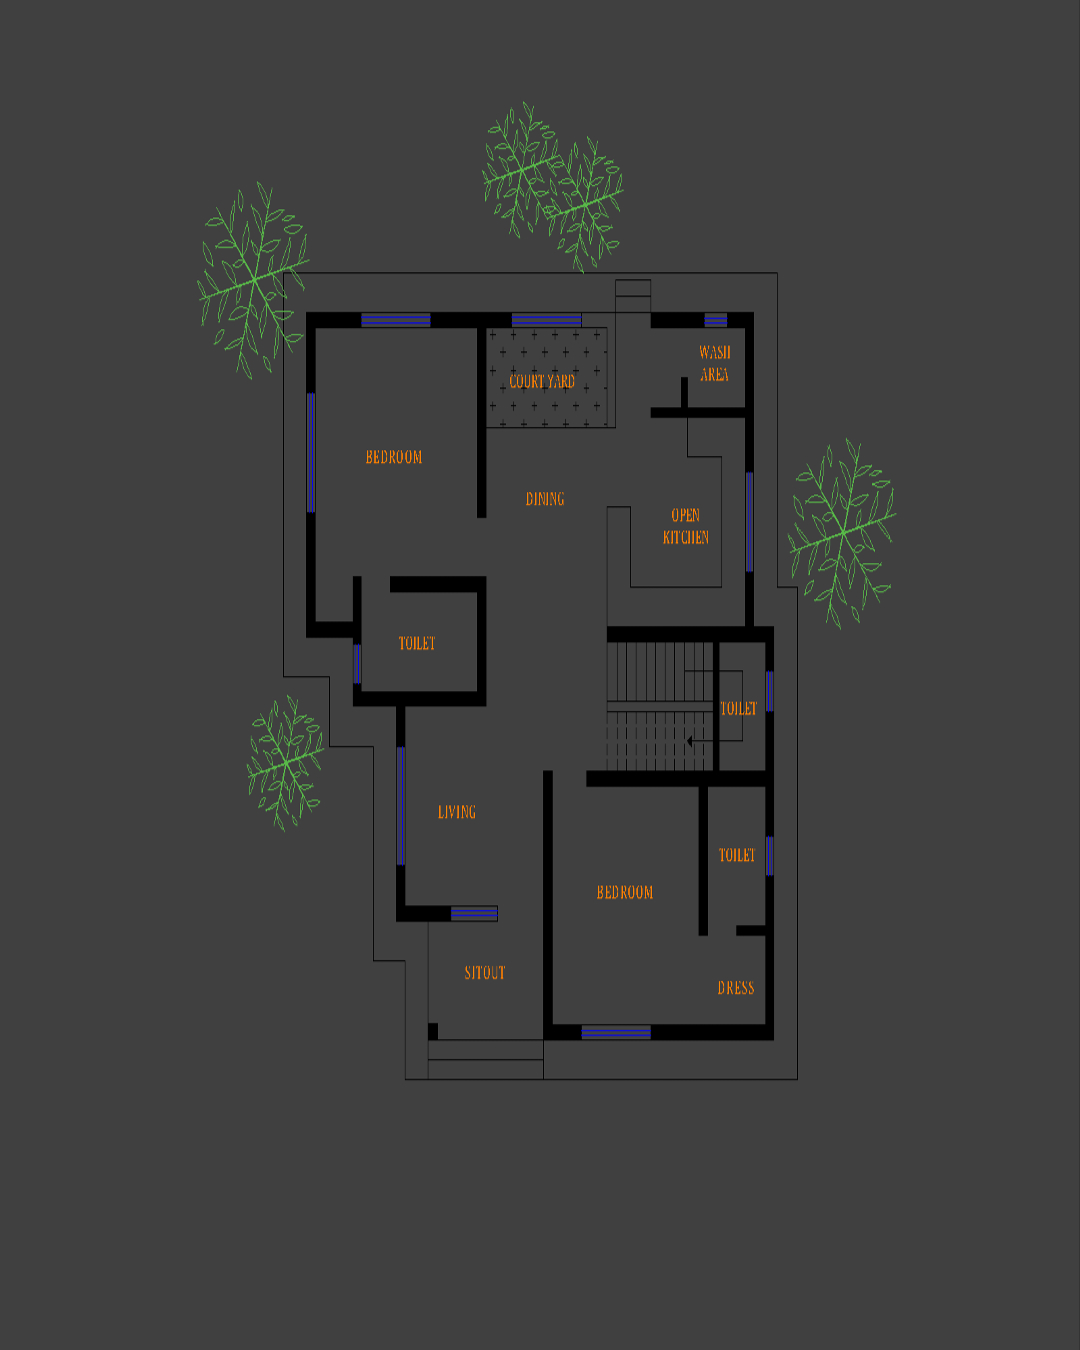 WASH
AREA
COURT YARD
BEDROOM
DINING
OPEN
KITCHEN
TOILET
TOILET
LIVING
TOILET
BEDROOM
SITOUT
DRESS